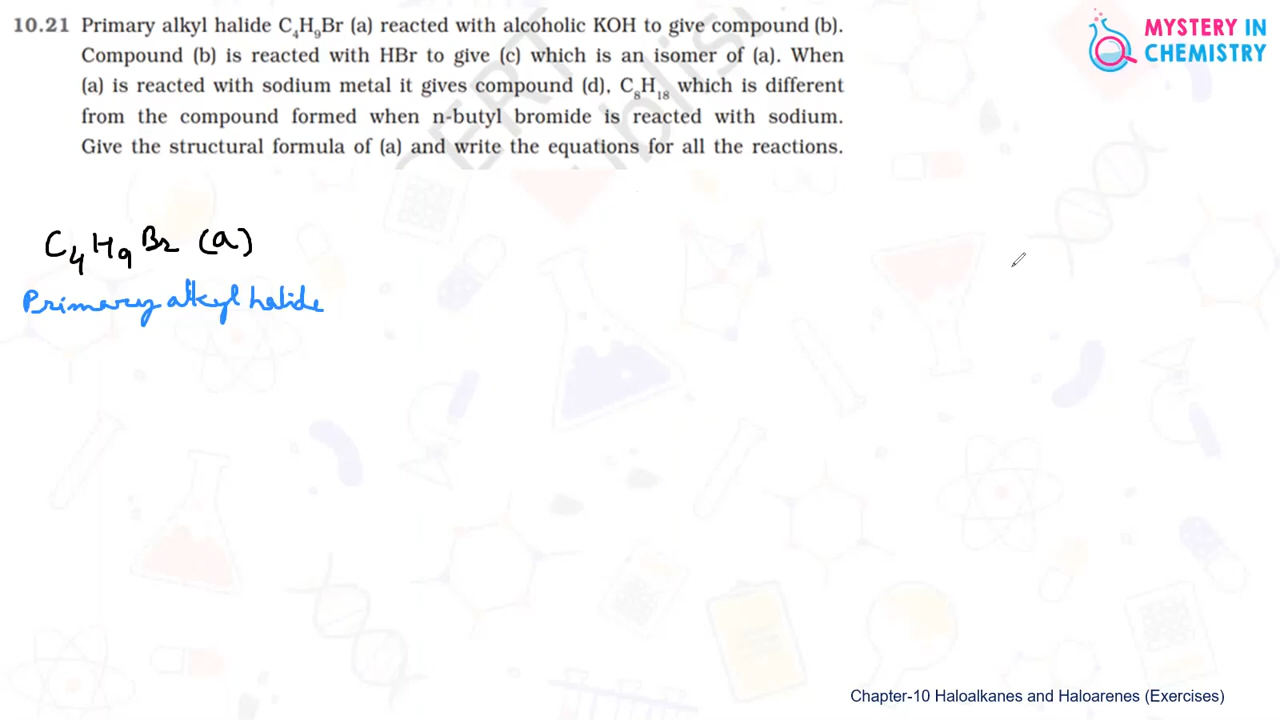 10.21 Primary alkyl halide C₄H₉Br (a) reacted with alcoholic KOH to give compound (b).
Compound (b) is reacted with HBr to give (c) which is an isomer of (a). When
(a) is reacted with sodium metal it gives compound (d), C₈H₁₈ which is different
from the compound formed when n-butyl bromide is reacted with sodium.
Give the structural formula of (a) and write the equations for all the reactions.
MYSTERY IN
CHEMISTRY
C₄H₉Br (a)
Primary alkyl halide
Chapter-10 Haloalkanes and Haloarenes (Exercises)